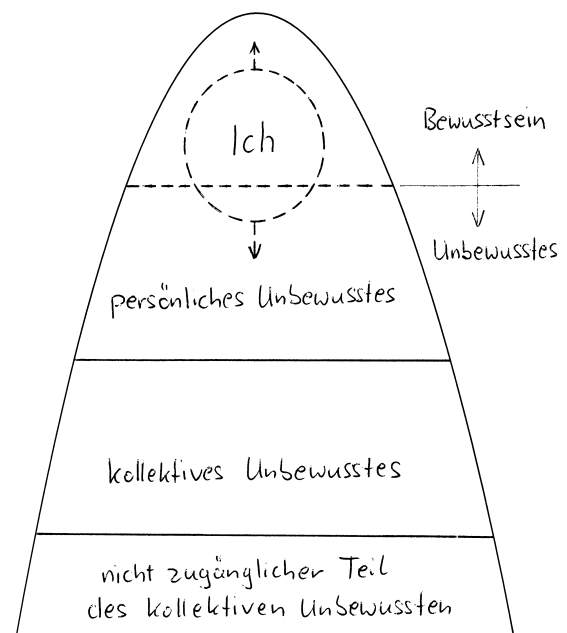 Ich
Bewusstsein
Unbewusstes
persönliches Unbewusstes
kollektives Unbewusstes
nicht zugänglicher Teil
des kollektiven Unbewussten